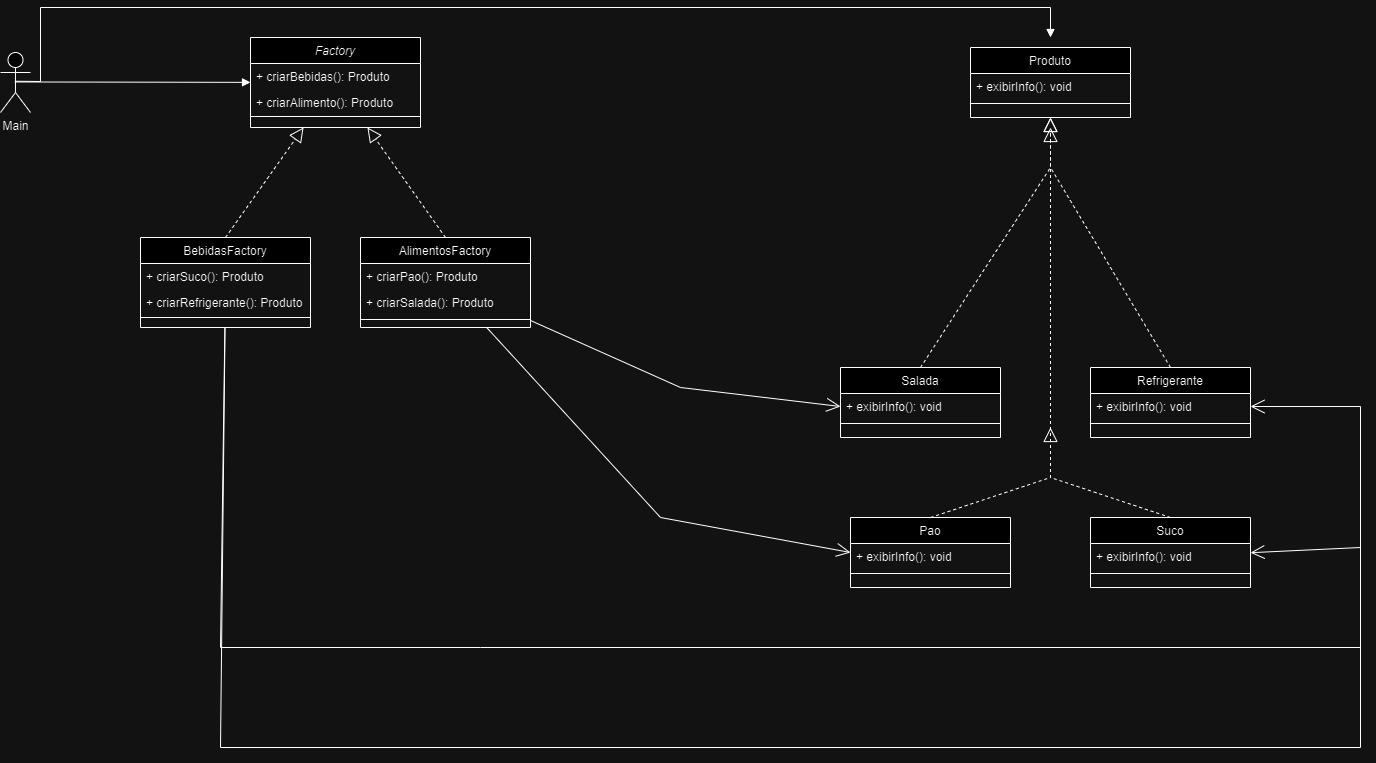 Main
Factory
+ criarBebidas(): Produto
+ criarAlimento(): Produto
Produto
+ exibirInfo(): void
BebidasFactory
+ criarSuco(): Produto
+ criarRefrigerante(): Produto
AlimentosFactory
+ criarPao(): Produto
+ criarSalada(): Produto
Salada
+ exibirInfo(): void
Refrigerante
+ exibirInfo(): void
Pao
+ exibirInfo(): void
Suco
+ exibirInfo(): void